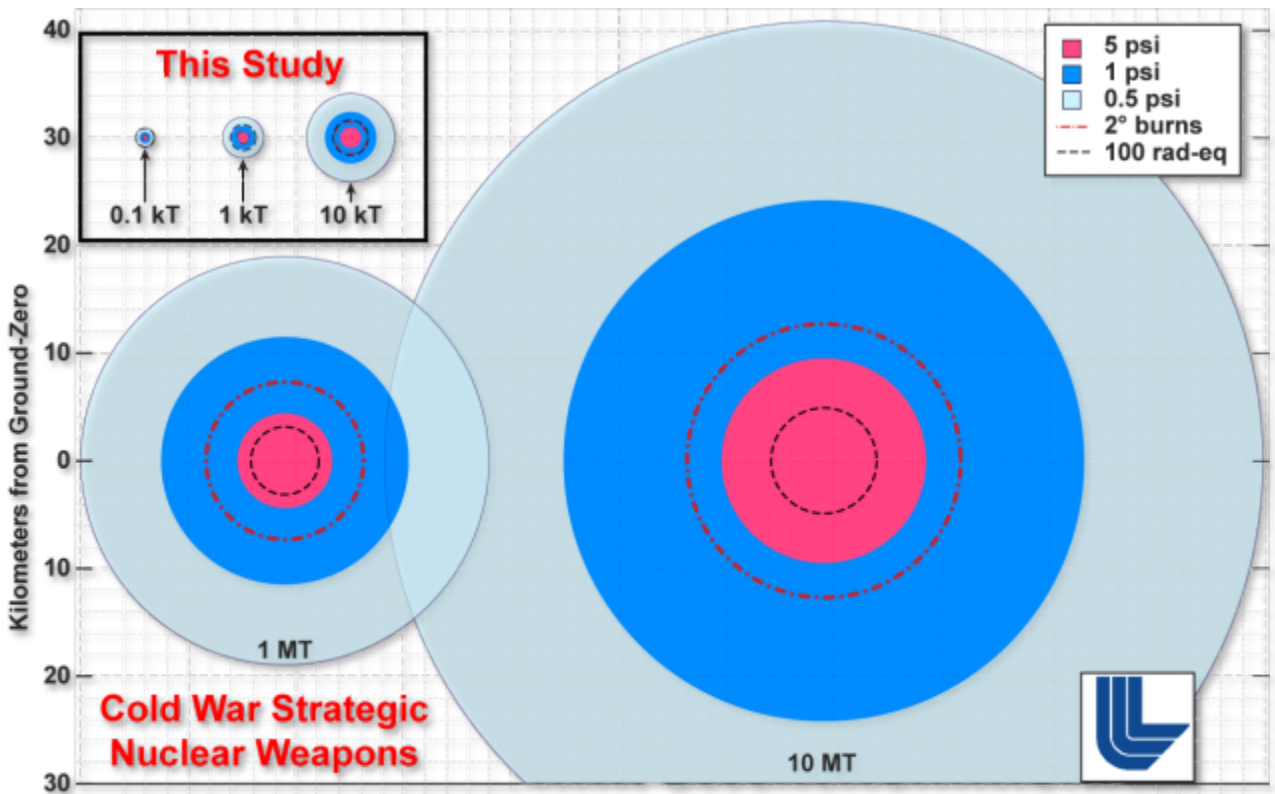 40
30
20
10
0
10
20
30
Kilometers from Ground-Zero
This Study
0.1 kT
1 kT
10 kT
5 psi
1 psi
0.5 psi
2° burns
100 rad-eq
1 MT
Cold War Strategic
Nuclear Weapons
10 MT